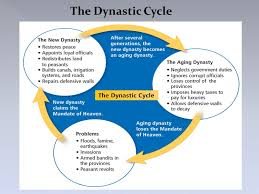 The Dynastic Cycle
The New Dynasty
• Restores peace
• Appoints loyal officials
• Redistributes land
to peasants
• Builds canals, irrigation
systems, and roads
• Repairs defensive walls
After several
generations, the
new dynasty becomes
an aging dynasty.
The Aging Dynasty
• Neglects government duties
• Ignores corrupt officials
• Loses control of the
provinces
• Imposes heavy taxes to
pay for luxuries
• Allows defensive walls
to decay
The Dynastic Cycle
New dynasty
claims the
Mandate of Heaven.
Aging dynasty
loses the Mandate
of Heaven.
Problems
• Floods, famine,
earthquakes
• Invasions
• Armed bandits in
the provinces
• Peasant revolts